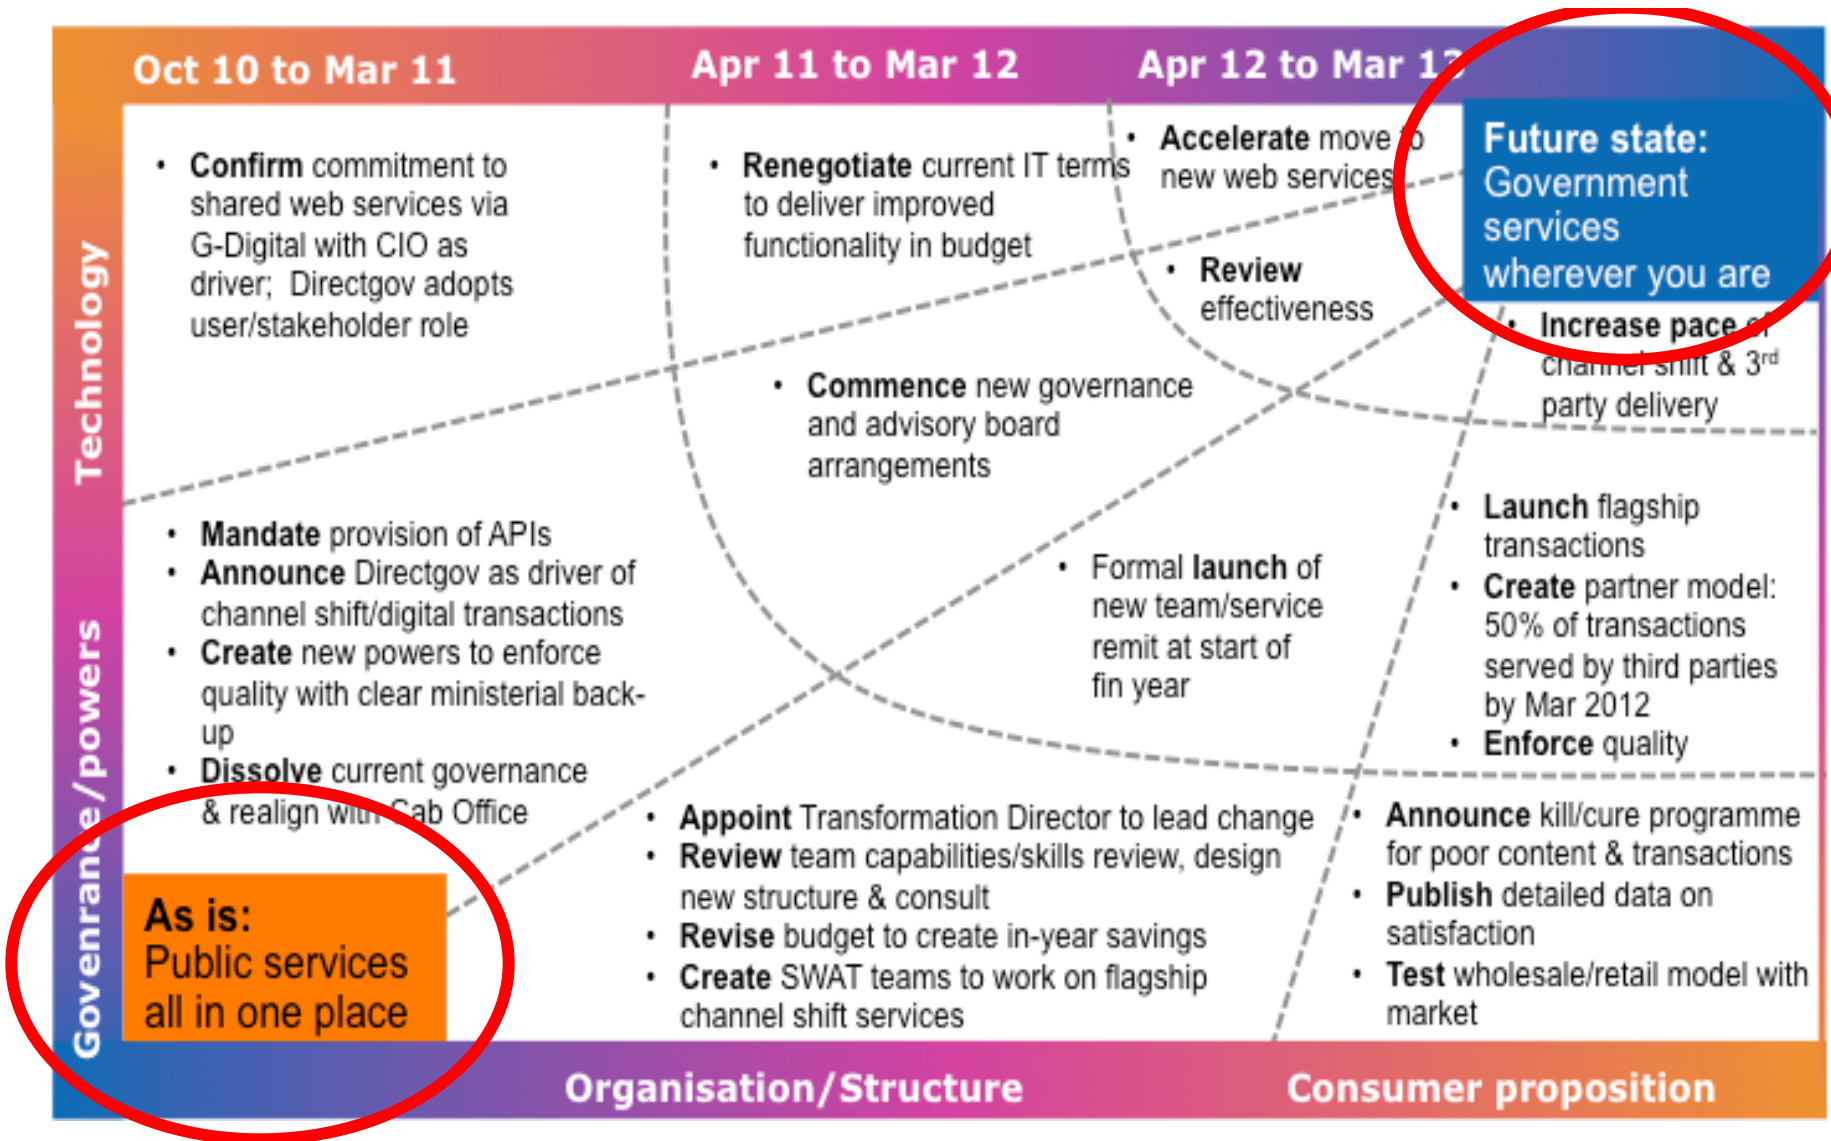 Oct 10 to Mar 11
Apr 11 to Mar 12
Apr 12 to Mar 13
Technology
Govenrance/powers
• Confirm commitment to
shared web services via
G-Digital with CIO as
driver; Directgov adopts
user/stakeholder role
• Renegotiate current IT terms
to deliver improved
functionality in budget
• Accelerate move to
new web services
Future state:
Government
services
wherever you are
• Review
effectiveness
• Increase pace of
channel shift & 3rd
party delivery
• Commence new governance
and advisory board
arrangements
• Mandate provision of APIs
• Announce Directgov as driver of
channel shift/digital transactions
• Create new powers to enforce
quality with clear ministerial back-
up
• Dissolve current governance
& realign with Cab Office
• Formal launch of
new team/service
remit at start of
fin year
• Launch flagship
transactions
• Create partner model:
50% of transactions
served by third parties
by Mar 2012
• Enforce quality
As is:
Public services
all in one place
• Appoint Transformation Director to lead change
• Review team capabilities/skills review, design
new structure & consult
• Revise budget to create in-year savings
• Create SWAT teams to work on flagship
channel shift services
• Announce kill/cure programme
for poor content & transactions
• Publish detailed data on
satisfaction
• Test wholesale/retail model with
market
Organisation/Structure
Consumer proposition